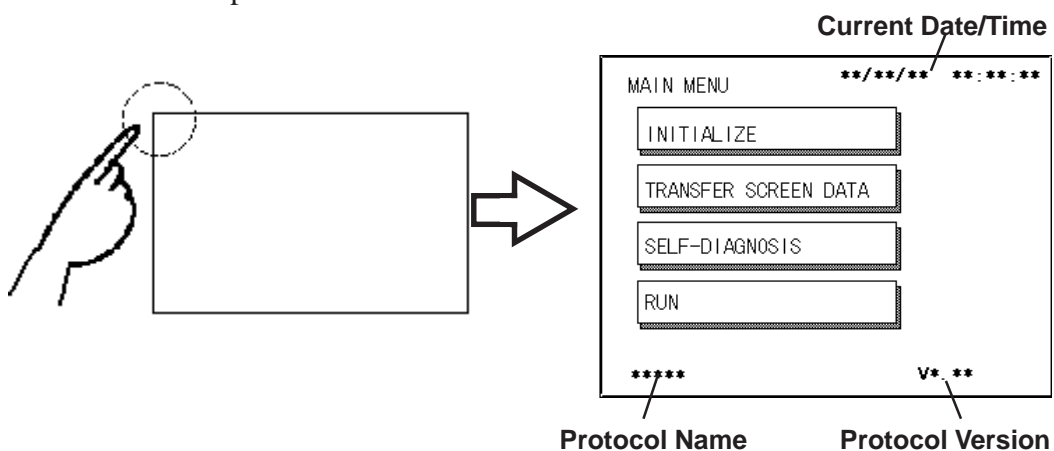 Current Date/Time
MAIN MENU **/**/** **:**:**
INITIALIZE
TRANSFER SCREEN DATA
SELF-DIAGNOSIS
RUN
***** V*.**
Protocol Name Protocol Version